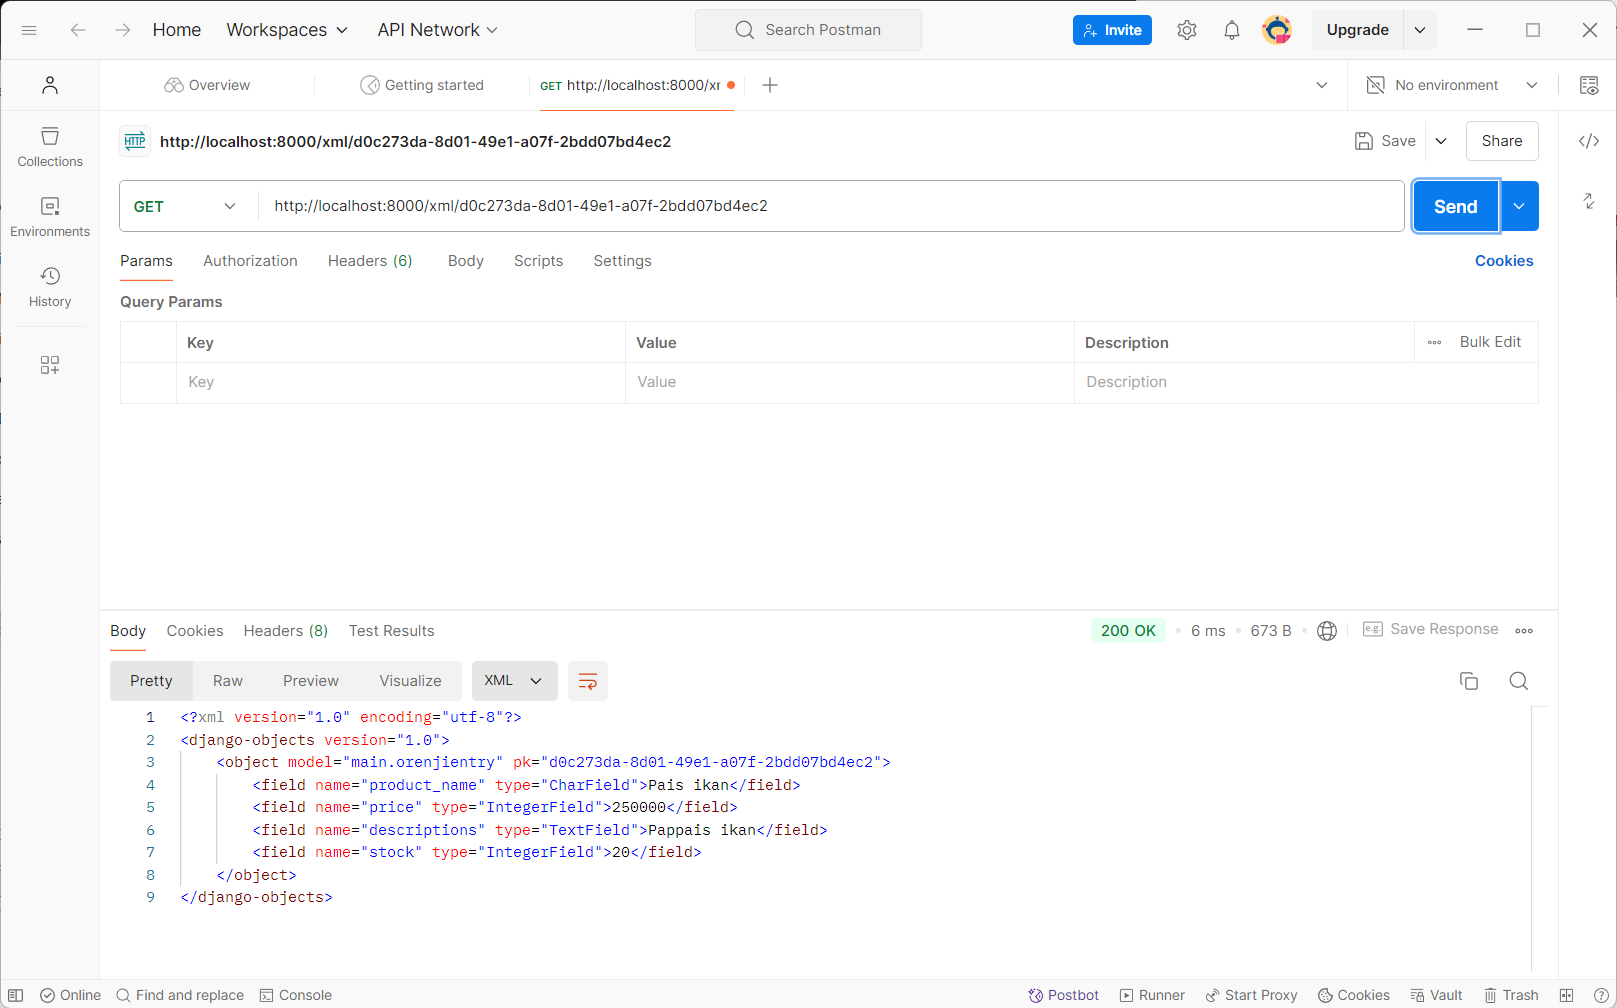 Home Workspaces API Network Search Postman Invite Upgrade
Overview Getting started GET http://localhost:8000/xr No environment
HTTP http://localhost:8000/xml/d0c273da-8d01-49e1-a07f-2bdd07bd4ec2 Save Share
Collections
GET http://localhost:8000/xml/d0c273da-8d01-49e1-a07f-2bdd07bd4ec2 Send
Environments
Params Authorization Headers (6) Body Scripts Settings Cookies
History
Query Params
Key Value Description Bulk Edit
Key Value Description
Body Cookies Headers (8) Test Results 200 OK 6 ms 673 B e.g. Save Response
Pretty Raw Preview Visualize XML
1 <?xml version="1.0" encoding="utf-8"?>
2 <django-objects version="1.0">
3 <object model="main.orenjientry" pk="d0c273da-8d01-49e1-a07f-2bdd07bd4ec2">
4 <field name="product_name" type="CharField">Pais ikan</field>
5 <field name="price" type="IntegerField">250000</field>
6 <field name="descriptions" type="TextField">Pappais ikan</field>
7 <field name="stock" type="IntegerField">20</field>
8 </object>
9 </django-objects>
Online Find and replace Console Postbot Runner Start Proxy Cookies Vault Trash